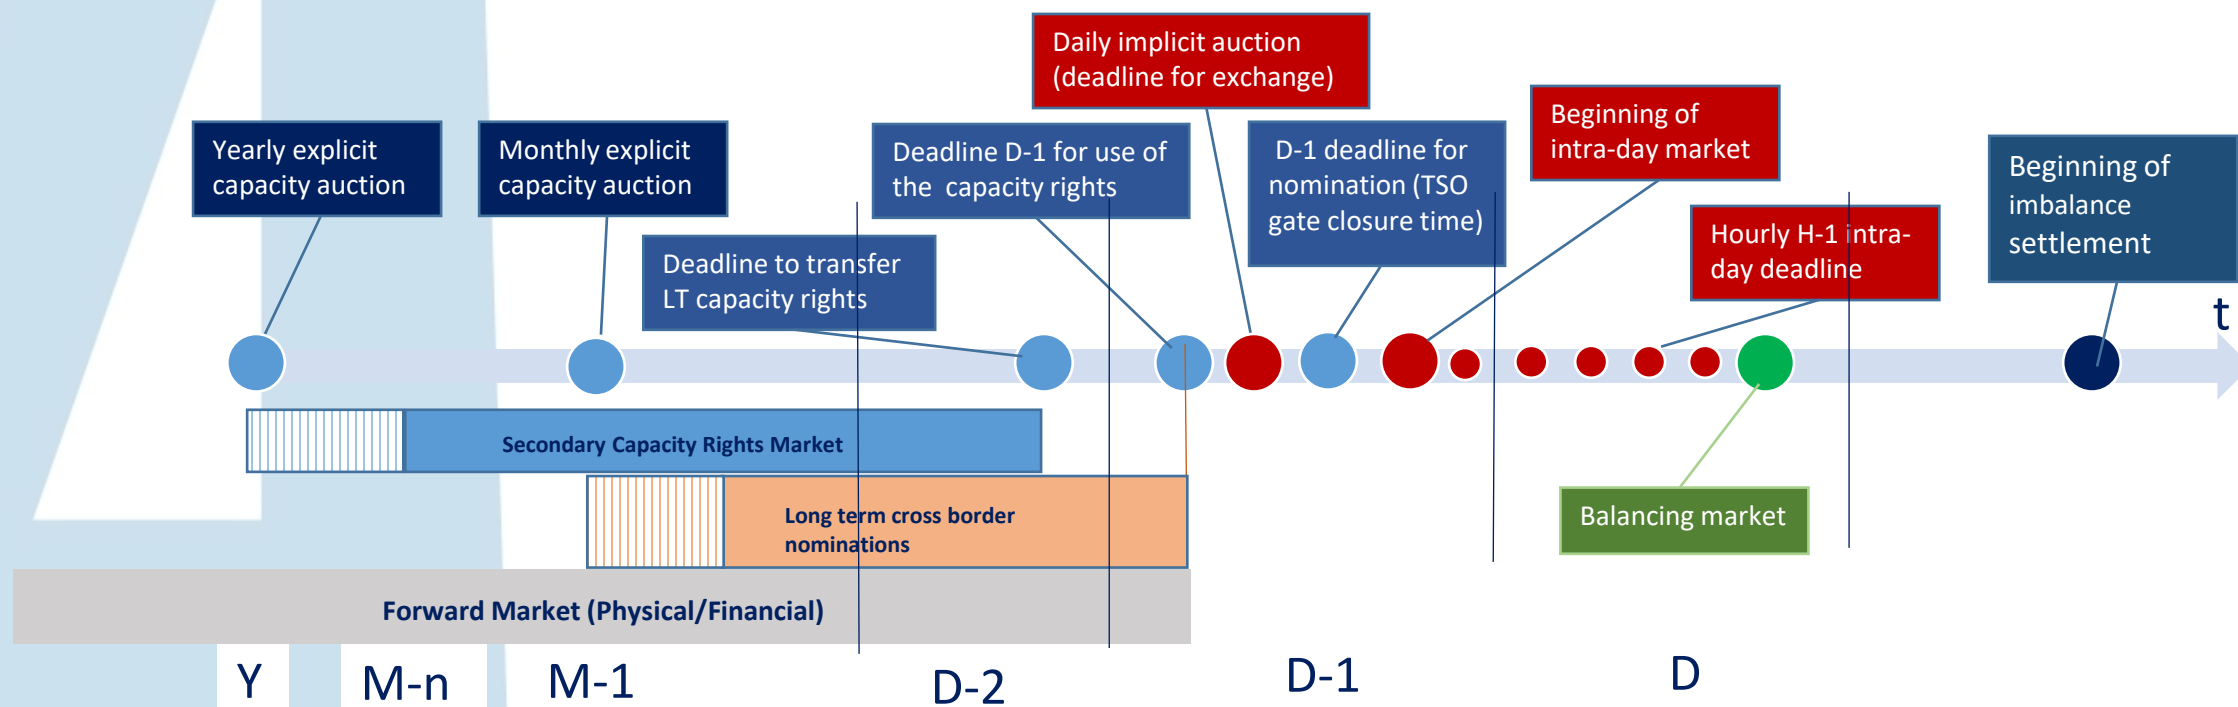 Daily implicit auction
(deadline for exchange)
Beginning of
intra-day market
Yearly explicit
capacity auction
Monthly explicit
capacity auction
Deadline D-1 for use of
the capacity rights
D-1 deadline for
nomination (TSO
gate closure time)
Beginning of
imbalance
settlement
Deadline to transfer
LT capacity rights
Hourly H-1 intra-
day deadline
t
Secondary Capacity Rights Market
Long term cross border
nominations
Balancing market
Forward Market (Physical/Financial)
Y
M-n
M-1
D-2
D-1
D